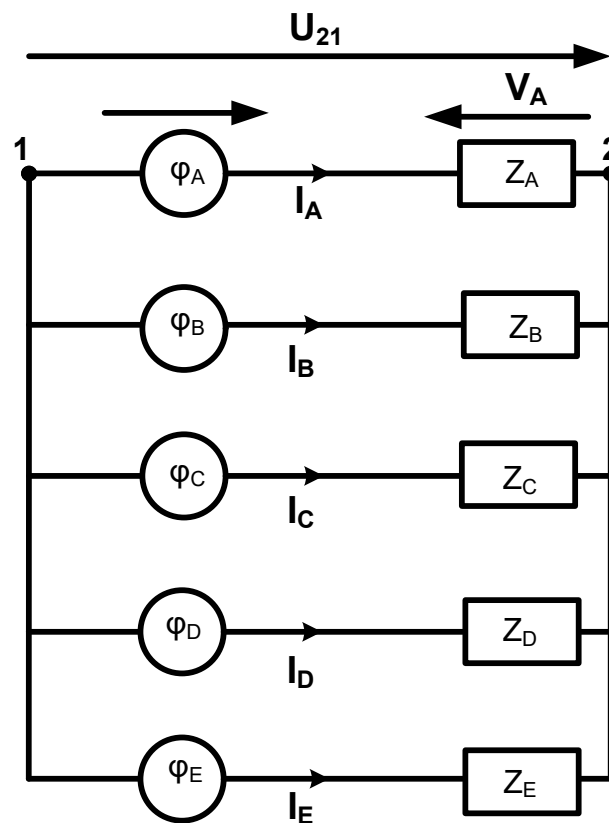 U21
VA
1 φA IA ZA 2
φB IB ZB
φC IC ZC
φD ID ZD
φE IE ZE